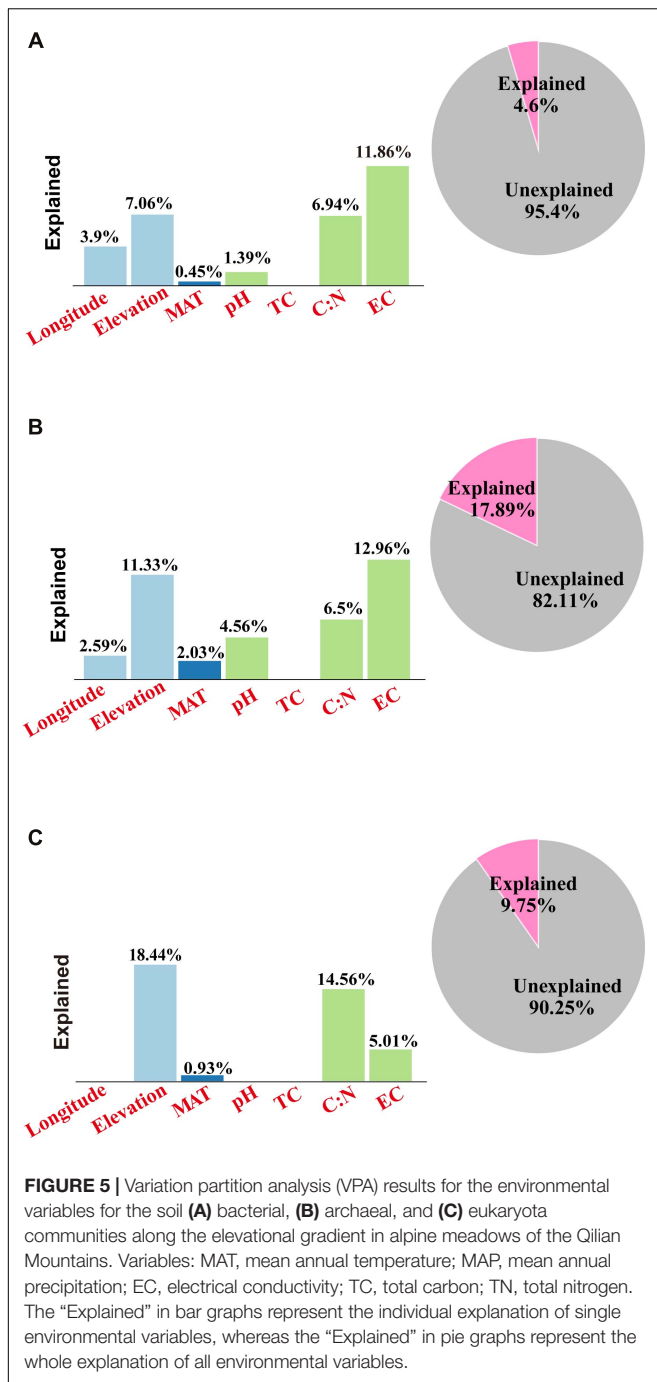 A
Explained
4.6%
Unexplained
95.4%
Explained
3.9%
7.06%
0.45%
1.39%
6.94%
11.86%
Longitude
Elevation
MAT
pH
TC
C:N
EC
B
Explained
17.89%
Unexplained
82.11%
Explained
2.59%
11.33%
2.03%
4.56%
6.5%
12.96%
Longitude
Elevation
MAT
pH
TC
C:N
EC
C
Explained
9.75%
Unexplained
90.25%
Explained
18.44%
0.93%
14.56%
5.01%
Longitude
Elevation
MAT
pH
TC
C:N
EC
FIGURE 5 | Variation partition analysis (VPA) results for the environmental
variables for the soil (A) bacterial, (B) archaeal, and (C) eukaryota
communities along the elevational gradient in alpine meadows of the Qilian
Mountains. Variables: MAT, mean annual temperature; MAP, mean annual
precipitation; EC, electrical conductivity; TC, total carbon; TN, total nitrogen.
The “Explained” in bar graphs represent the individual explanation of single
environmental variables, whereas the “Explained” in pie graphs represent the
whole explanation of all environmental variables.